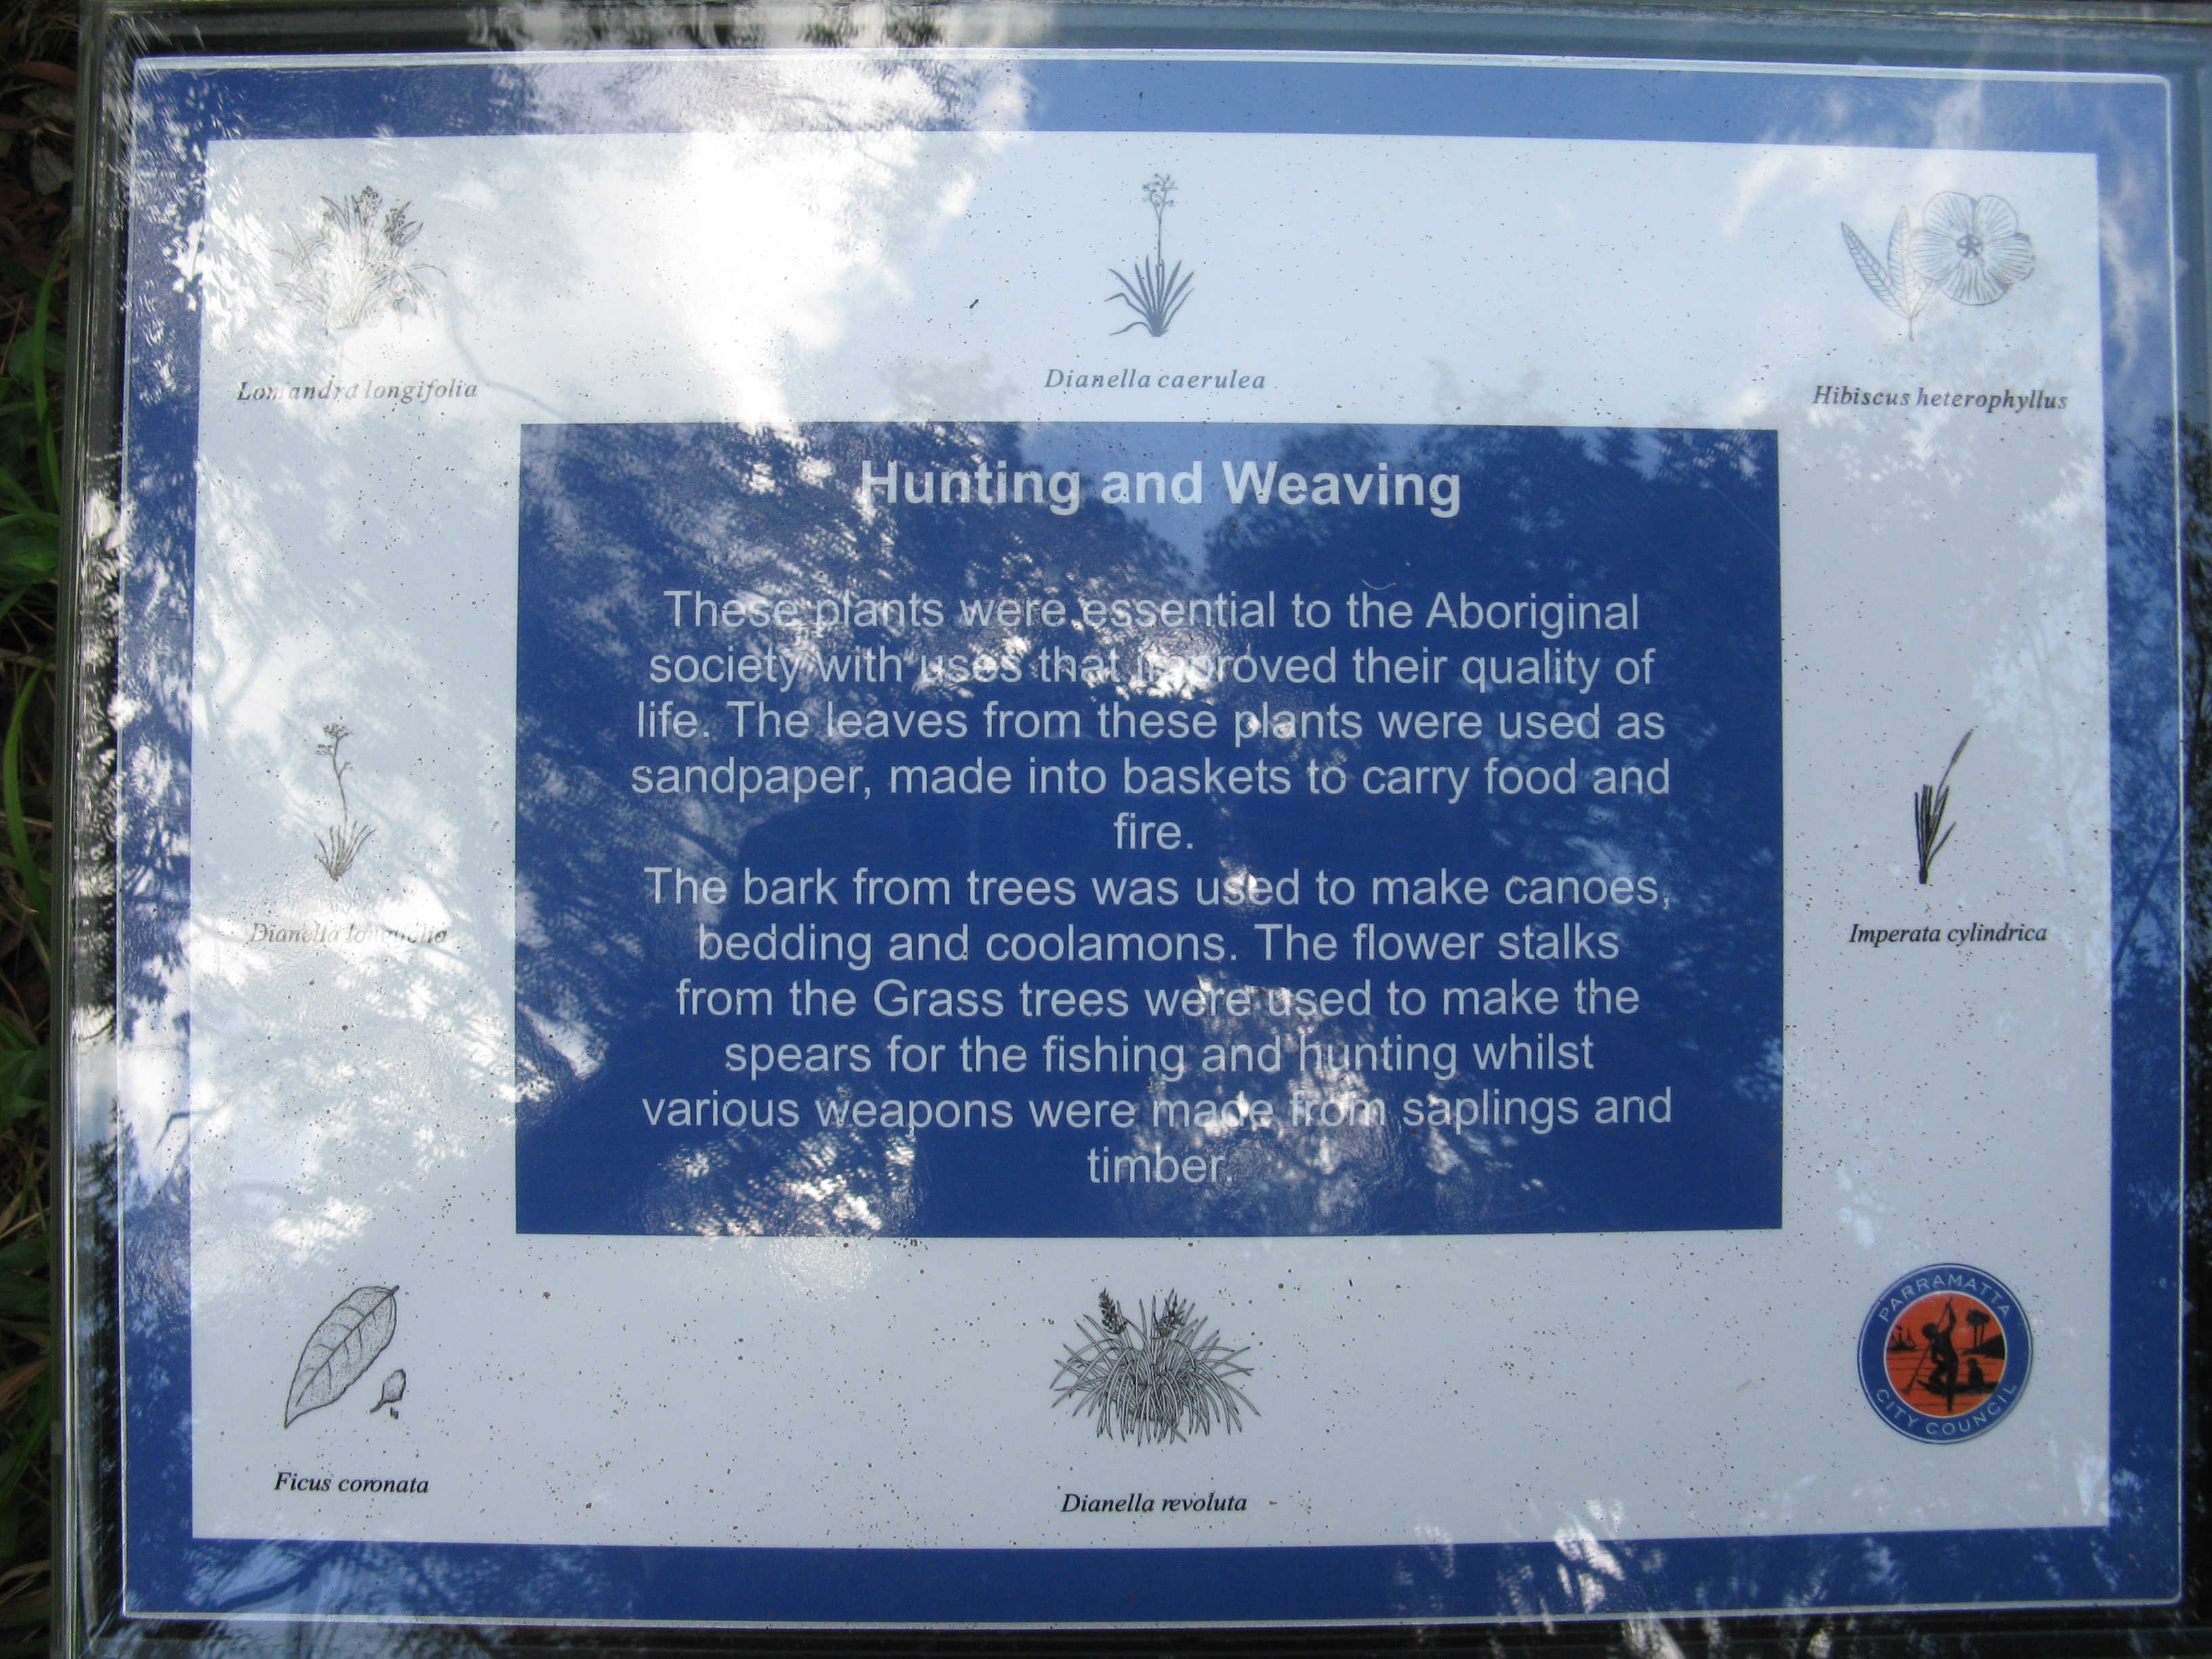 Lomandra longifolia
Dianella caerulea
Hibiscus heterophyllus
Hunting and Weaving
These plants were essential to the Aboriginal
society with uses that improved their quality of
life. The leaves from these plants were used as
sandpaper, made into baskets to carry food and
fire.
The bark from trees was used to make canoes,
bedding and coolamons. The flower stalks
from the Grass trees were used to make the
spears for the fishing and hunting whilst
various weapons were made from saplings and
timber.
Dianella longifolia
Imperata cylindrica
Ficus coronata
Dianella revoluta
PARRAMATTA
CITY COUNCIL